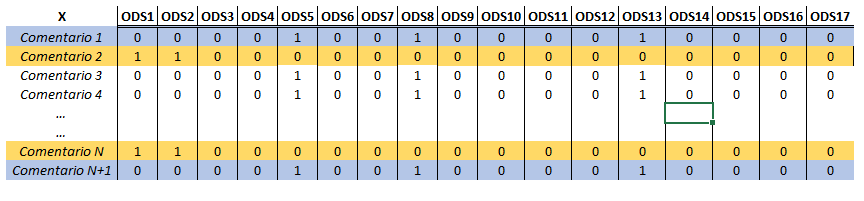 X ODS1 ODS2 ODS3 ODS4 ODS5 ODS6 ODS7 ODS8 ODS9 ODS10 ODS11 ODS12 ODS13 ODS14 ODS15 ODS16 ODS17
Comentario 1 0 0 0 0 1 0 0 1 0 0 0 0 1 0 0 0 0
Comentario 2 1 1 0 0 0 0 0 0 0 0 0 0 0 0 0 0 0
Comentario 3 0 0 0 0 1 0 0 1 0 0 0 0 1 0 0 0 0
Comentario 4 0 0 0 0 1 0 0 1 0 0 0 0 1 0 0 0 0
...
...
Comentario N 1 1 0 0 0 0 0 0 0 0 0 0 0 0 0 0 0
Comentario N+1 0 0 0 0 1 0 0 1 0 0 0 0 1 0 0 0 0